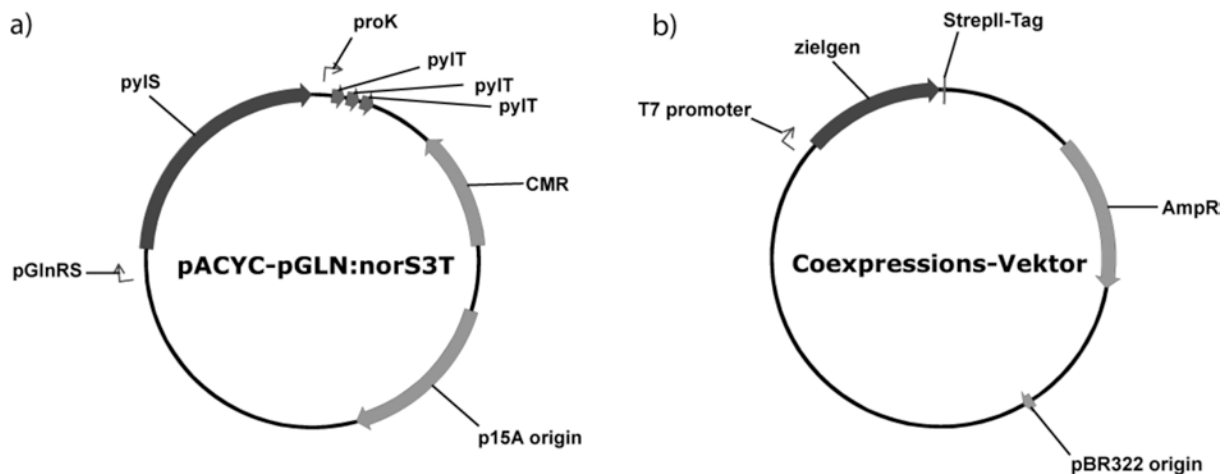 a)
proK
pylT
pylT
pylT
pylS
CMR
pGlnRS
pACYC-pGLN:norS3T
p15A origin
b)
StrepII-Tag
zielgen
T7 promoter
AmpR
Coexpressions-Vektor
pBR322 origin